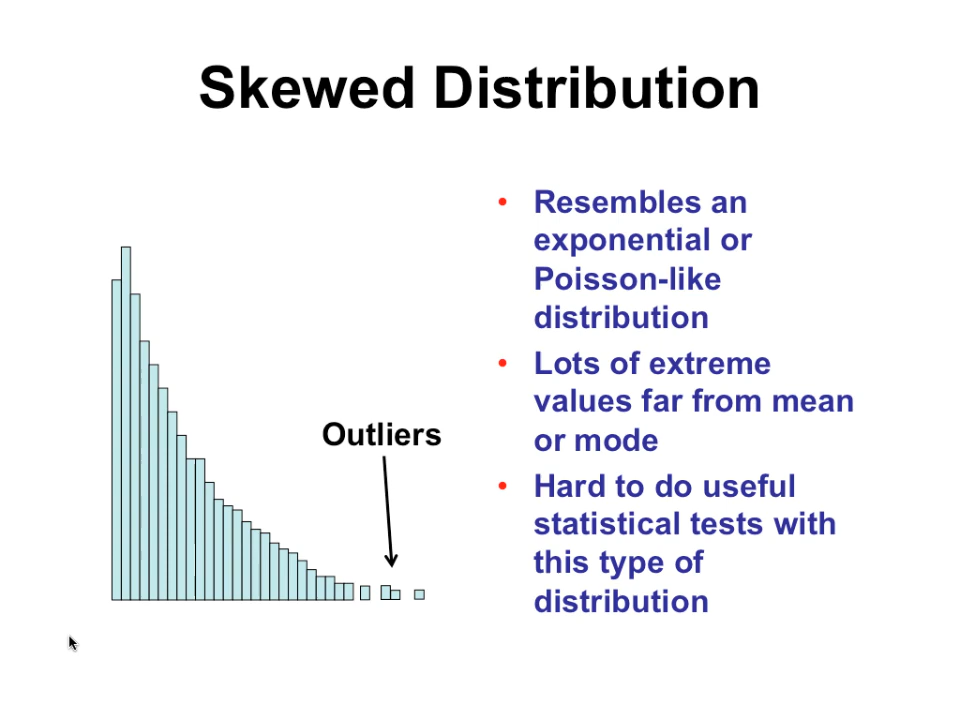 Skewed Distribution
Outliers
• Resembles an
exponential or
Poisson-like
distribution
• Lots of extreme
values far from mean
or mode
• Hard to do useful
statistical tests with
this type of
distribution